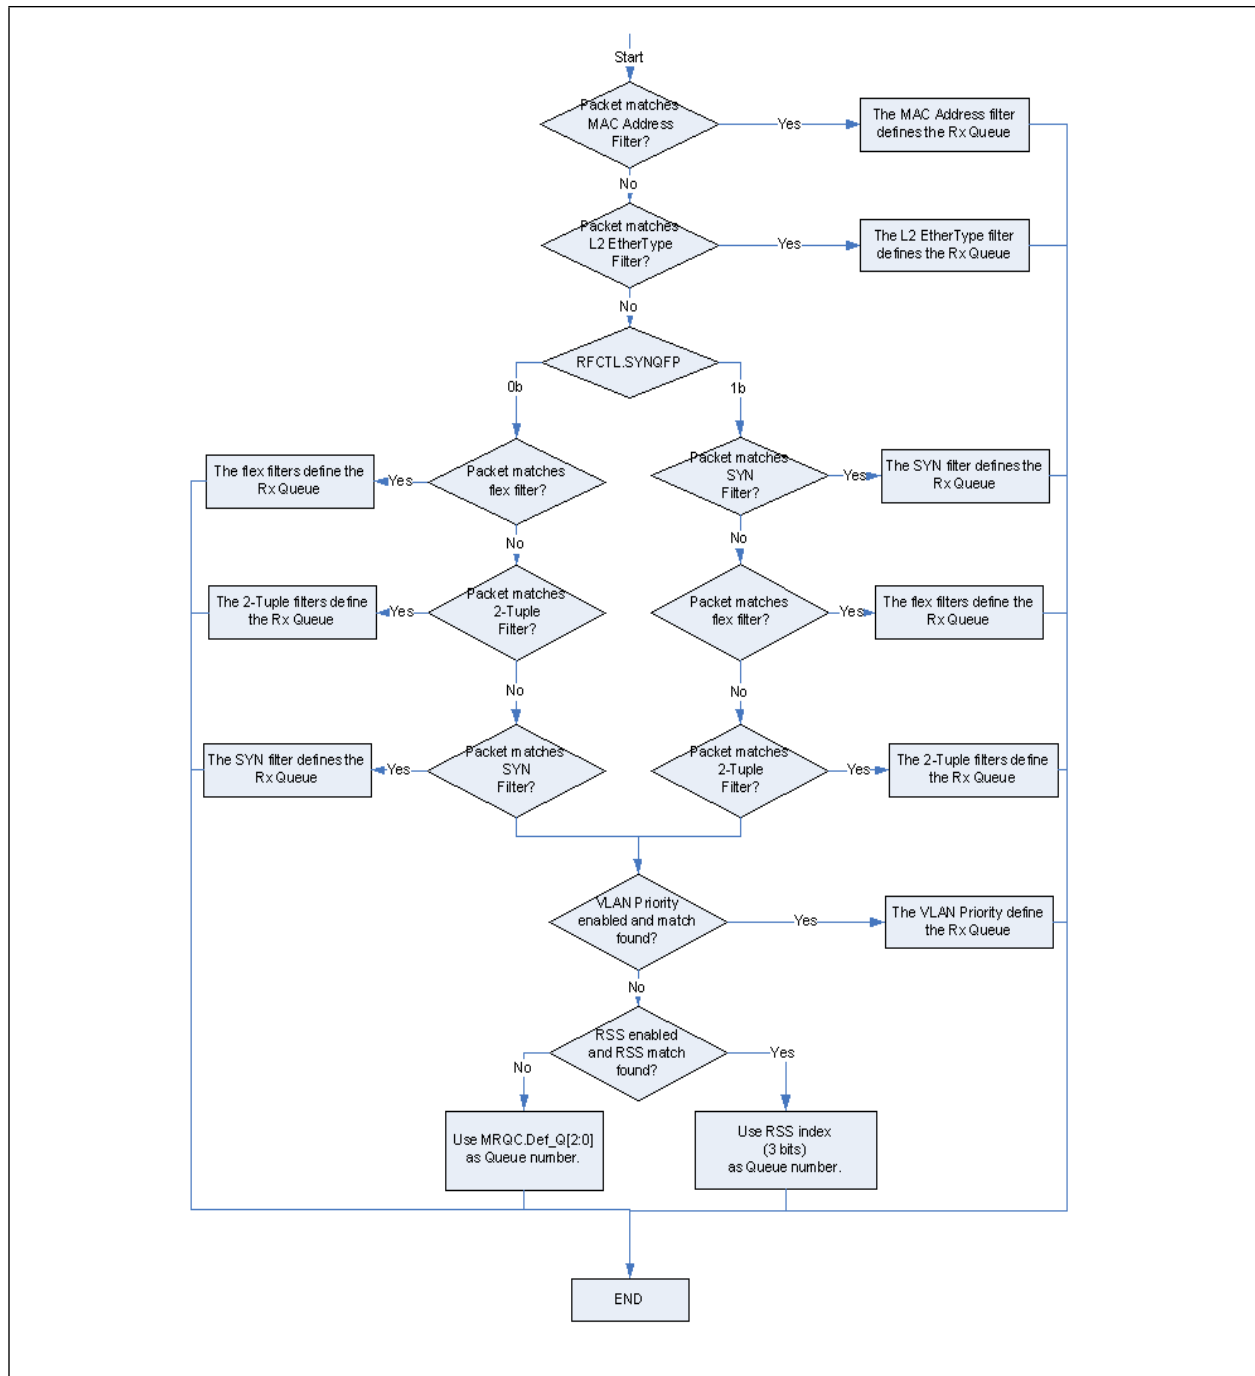 Start
Packet matches
MAC Address
Filter?
Yes
The MAC Address filter
defines the Rx Queue
No
Packet matches
L2 EtherType
Filter?
Yes
The L2 EtherType filter
defines the Rx Queue
No
RFCTL.SYNQFP
0b
1b
The flex filters define the
Rx Queue
Yes
Packet matches
flex filter?
Packet matches
SYN
Filter?
Yes
The SYN filter defines the
Rx Queue
No
No
The 2-Tuple filters define
the Rx Queue
Yes
Packet matches
2-Tuple
Filter?
Packet matches
flex filter?
Yes
The flex filters define the
Rx Queue
No
No
The SYN filter defines the
Rx Queue
Yes
Packet matches
SYN
Filter?
Packet matches
2-Tuple
Filter?
Yes
The 2-Tuple filters define
the Rx Queue
VLAN Priority
enabled and match
found?
Yes
The VLAN Priority define
the Rx Queue
No
RSS enabled
and RSS match
found?
No
Yes
Use MRQC.Def_Q[2:0]
as Queue number.
Use RSS index
(3 bits)
as Queue number.
END